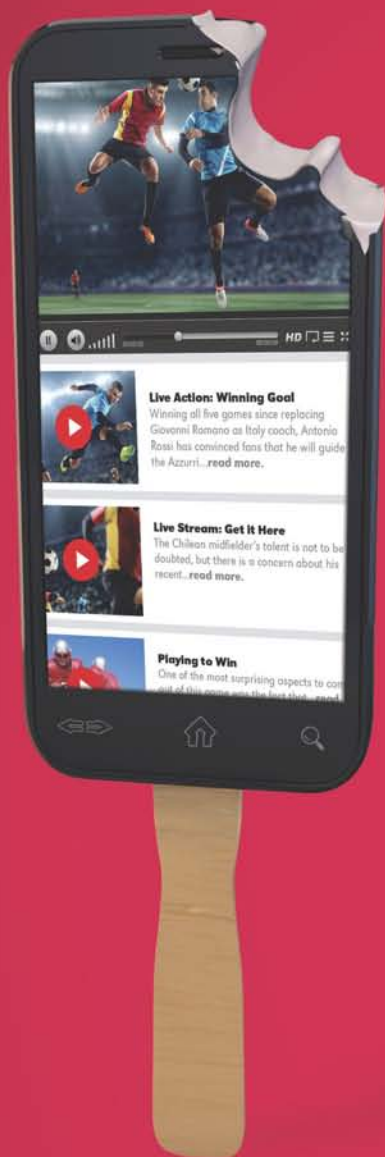 HD
Live Action: Winning Goal
Winning all five games since replacing
Giovanni Romano as Italy coach, Antonio
Rossi has convinced fans that he will guide
the Azzurri...read more.
Live Stream: Get it Here
The Chilean midfielder's talent is not to be
doubted, but there is a concern about his
recent...read more.
Playing to Win
One of the most surprising aspects to com
out of this game was the fact that...read